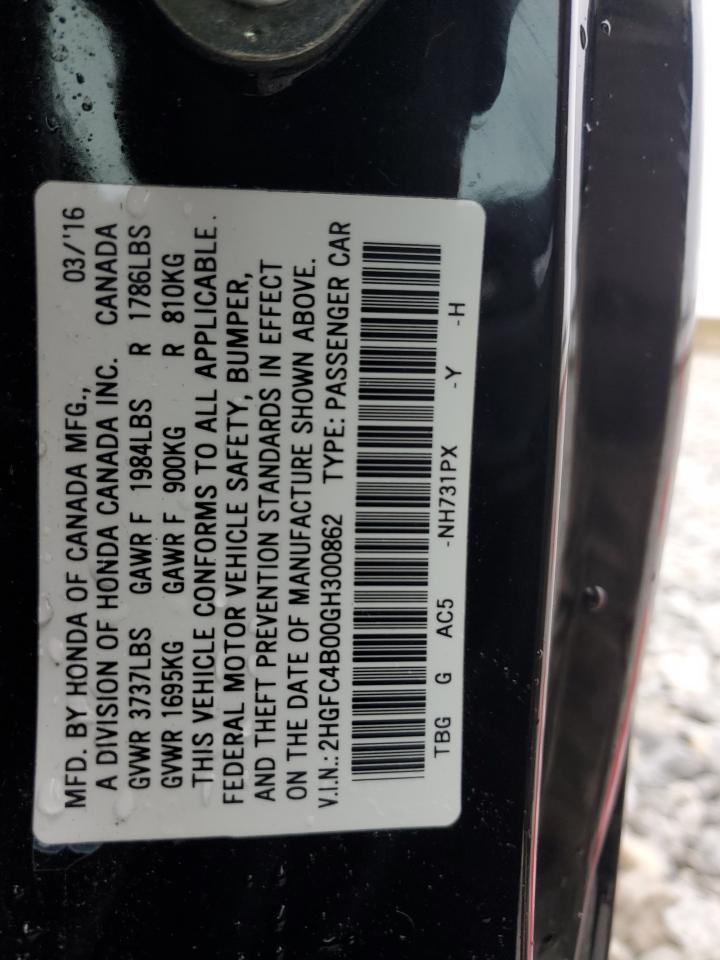 MFD. BY HONDA OF CANADA MFG., 03/'16
A DIVISION OF HONDA CANADA INC. CANADA
GVWR 3737LBS GAWR F 1984LBS R 1786LBS
GVWR 1695KG GAWR F 900KG R 810KG
THIS VEHICLE CONFORMS TO ALL APPLICABLE.
FEDERAL MOTOR VEHICLE SAFETY, BUMPER,
AND THEFT PREVENTION STANDARDS IN EFFECT
ON THE DATE OF MANUFACTURE SHOWN ABOVE.
V.I.N.: 2HGFC4B00GH300862 TYPE: PASSENGER CAR
TBG G AC5 -NH731PX -Y -H